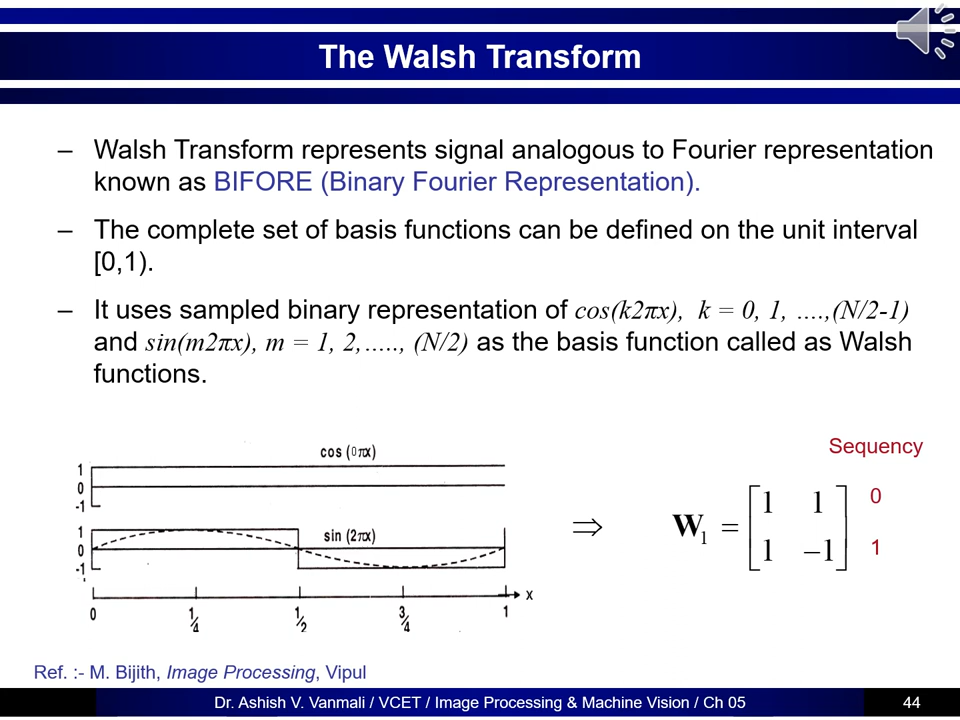 The Walsh Transform
– Walsh Transform represents signal analogous to Fourier representation
known as BIFORE (Binary Fourier Representation).
– The complete set of basis functions can be defined on the unit interval
[0,1).
– It uses sampled binary representation of cos(k2πx), k = 0, 1, ….,(N/2-1)
and sin(m2πx), m = 1, 2,….., (N/2) as the basis function called as Walsh
functions.
cos (0πx)
1
0
-1
sin (2πx)
1
0
-1
0 1/4 1/2 3/4 1 x
⇒
Sequency
W₁ = [1 1 0
1 –1] 1
Ref. :- M. Bijith, Image Processing, Vipul
Dr. Ashish V. Vanmali / VCET / Image Processing & Machine Vision / Ch 05 44